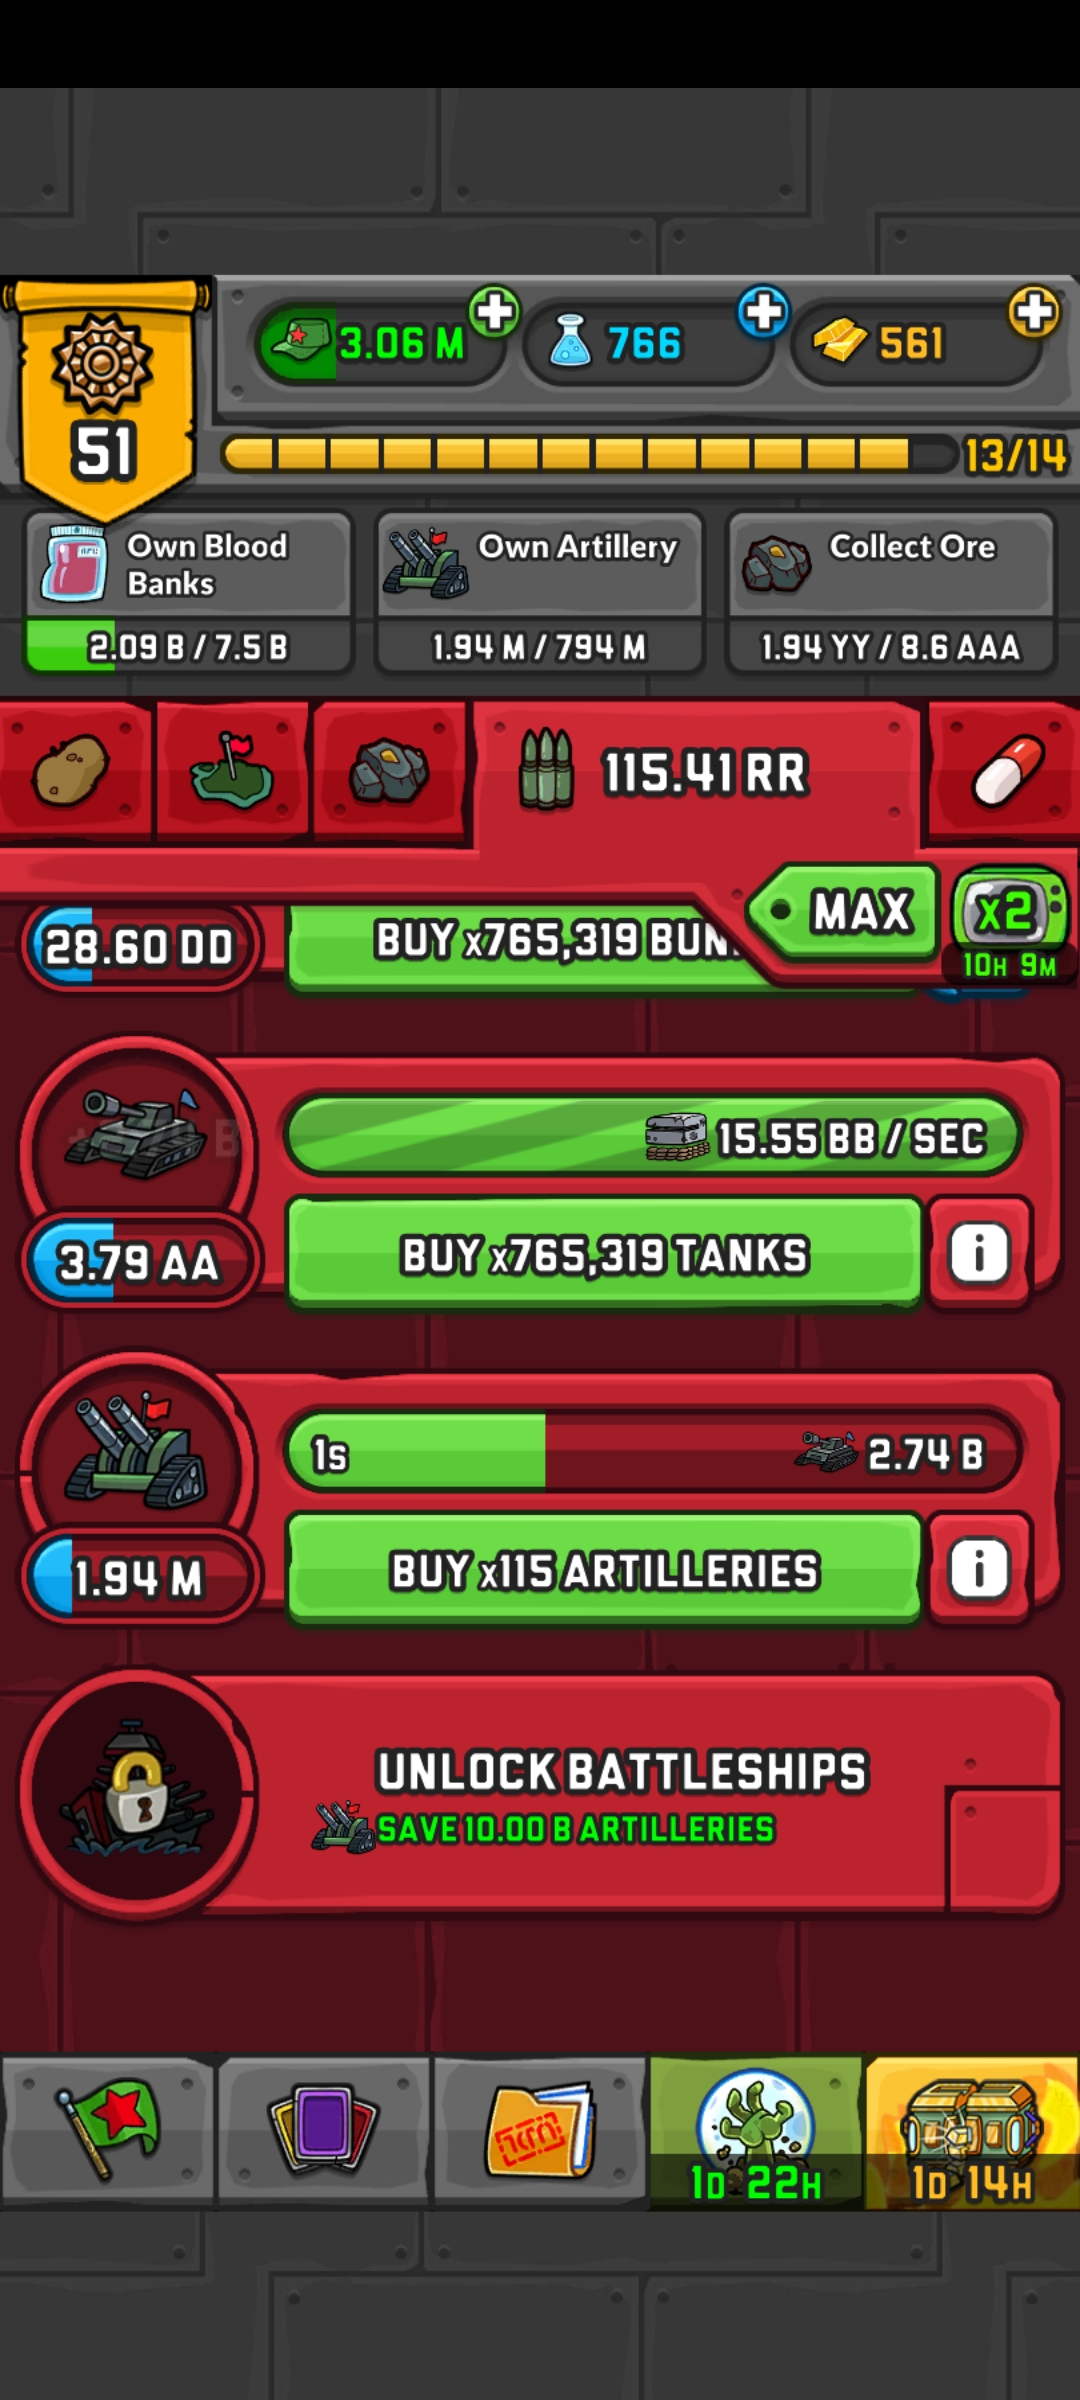 3.06 M
766
561
51
13/14
Own Blood
Banks
2.09 B / 7.5 B
Own Artillery
1.94 M / 794 M
Collect Ore
1.94 YY / 8.6 AAA
115.41 RR
MAX
x2
10H 9M
28.60 DD
BUY x765,319 BUN
15.55 BB / SEC
3.79 AA
BUY x765,319 TANKS
1s
2.74 B
1.94 M
BUY x115 ARTILLERIES
UNLOCK BATTLESHIPS
SAVE 10.00 B ARTILLERIES
1D 22H
1D 14H